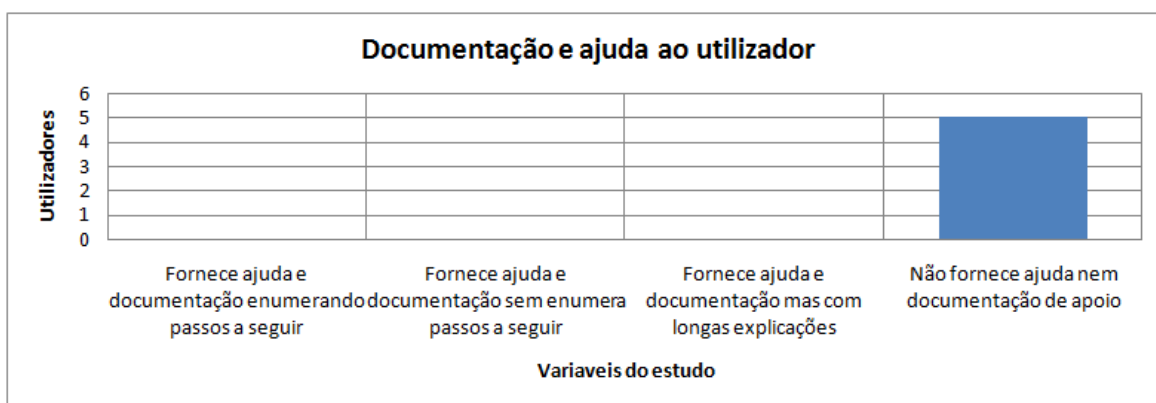 Documentação e ajuda ao utilizador
Utilizadores
6
5
4
3
2
1
0
Fornece ajuda e
documentação enumerando
passos a seguir
Fornece ajuda e
documentação sem enumera
passos a seguir
Fornece ajuda e
documentação mas com
longas explicações
Não fornece ajuda nem
documentação de apoio
Variaveis do estudo